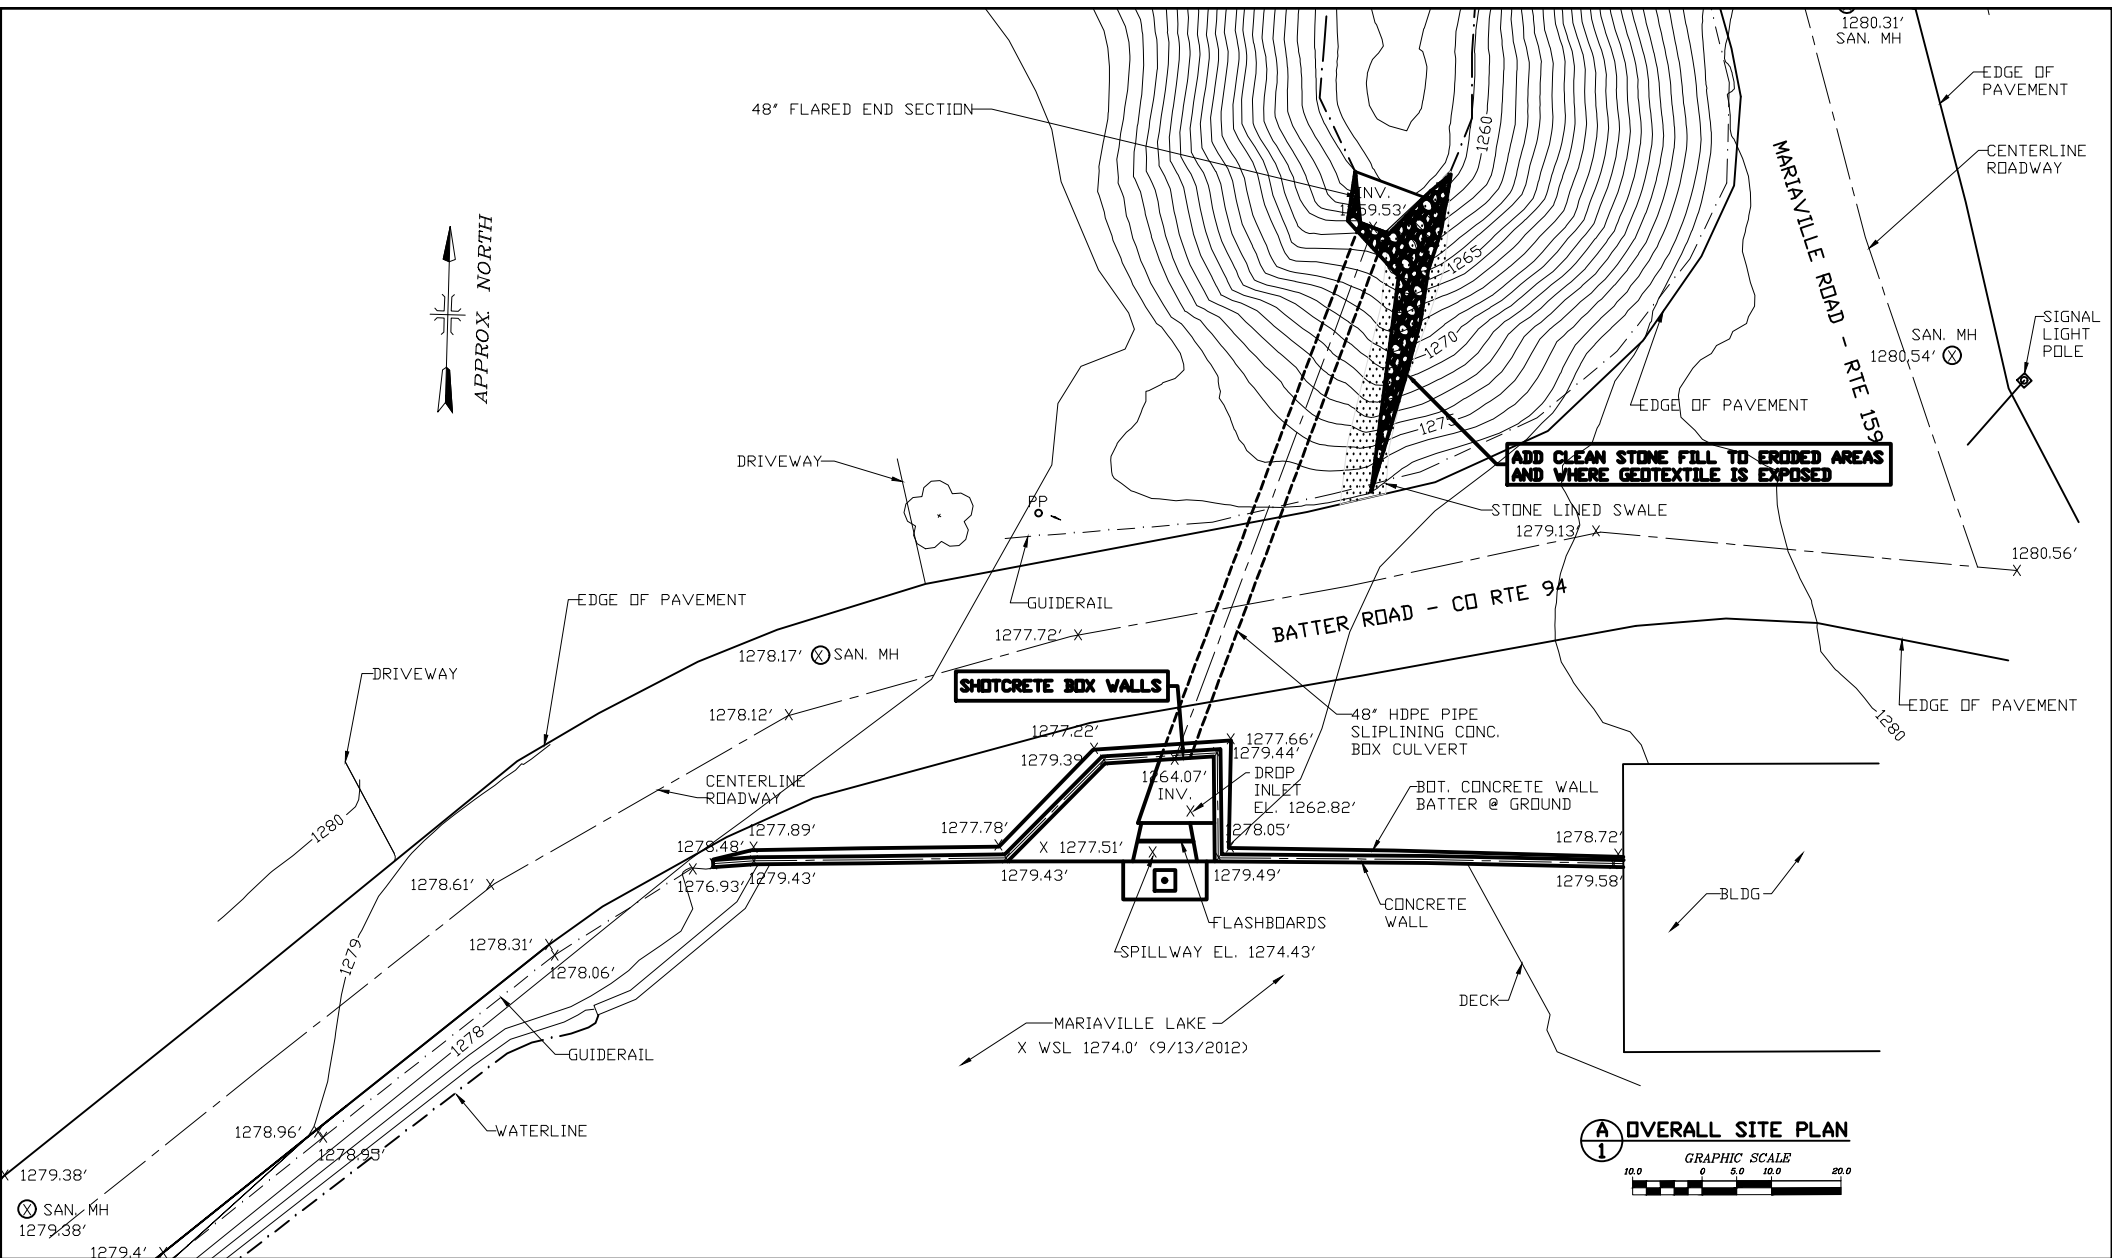 1280.31'
SAN. MH
EDGE OF
PAVEMENT
48" FLARED END SECTION
1260
CENTERLINE
ROADWAY
MARIAVILLE ROAD - RTE 159
INV.
1259.53'
APPROX. NORTH
1265
SIGNAL
LIGHT
POLE
SAN. MH
1280.54'
1270
EDGE OF PAVEMENT
1275
DRIVEWAY
ADD CLEAN STONE FILL TO ERODED AREAS
AND WHERE GEOTEXTILE IS EXPOSED
PP
STONE LINED SWALE
1279.13'
1280.56'
EDGE OF PAVEMENT
GUIDERAIL
BATTER ROAD - CO RTE 94
1277.72'
1278.17'
SAN. MH
DRIVEWAY
SHOTCRETE BOX WALLS
1278.12'
48" HDPE PIPE
SLIPLINING CONC.
BOX CULVERT
EDGE OF PAVEMENT
1280
1277.22'
1277.66'
1279.39'
1279.44'
1264.07'
INV.
DROP
INLET
EL. 1262.82'
CENTERLINE
ROADWAY
BOT. CONCRETE WALL
BATTER @ GROUND
1280
1277.89'
1277.78'
1278.05'
1278.72'
1278.48'
1277.51'
1278.61'
1276.93'
1279.43'
1279.43'
1279.49'
1279.58'
BLDG
CONCRETE
WALL
FLASHBOARDS
1278.31'
SPILLWAY EL. 1274.43'
1279
1278.06'
DECK
MARIAVILLE LAKE
X WSL 1274.0' (9/13/2012)
1278
GUIDERAIL
WATERLINE
1278.96'
1278.95'
A
1
OVERALL SITE PLAN
GRAPHIC SCALE
10.0 0 5.0 10.0 20.0
1279.38'
SAN. MH
1279.38'
1279.4'